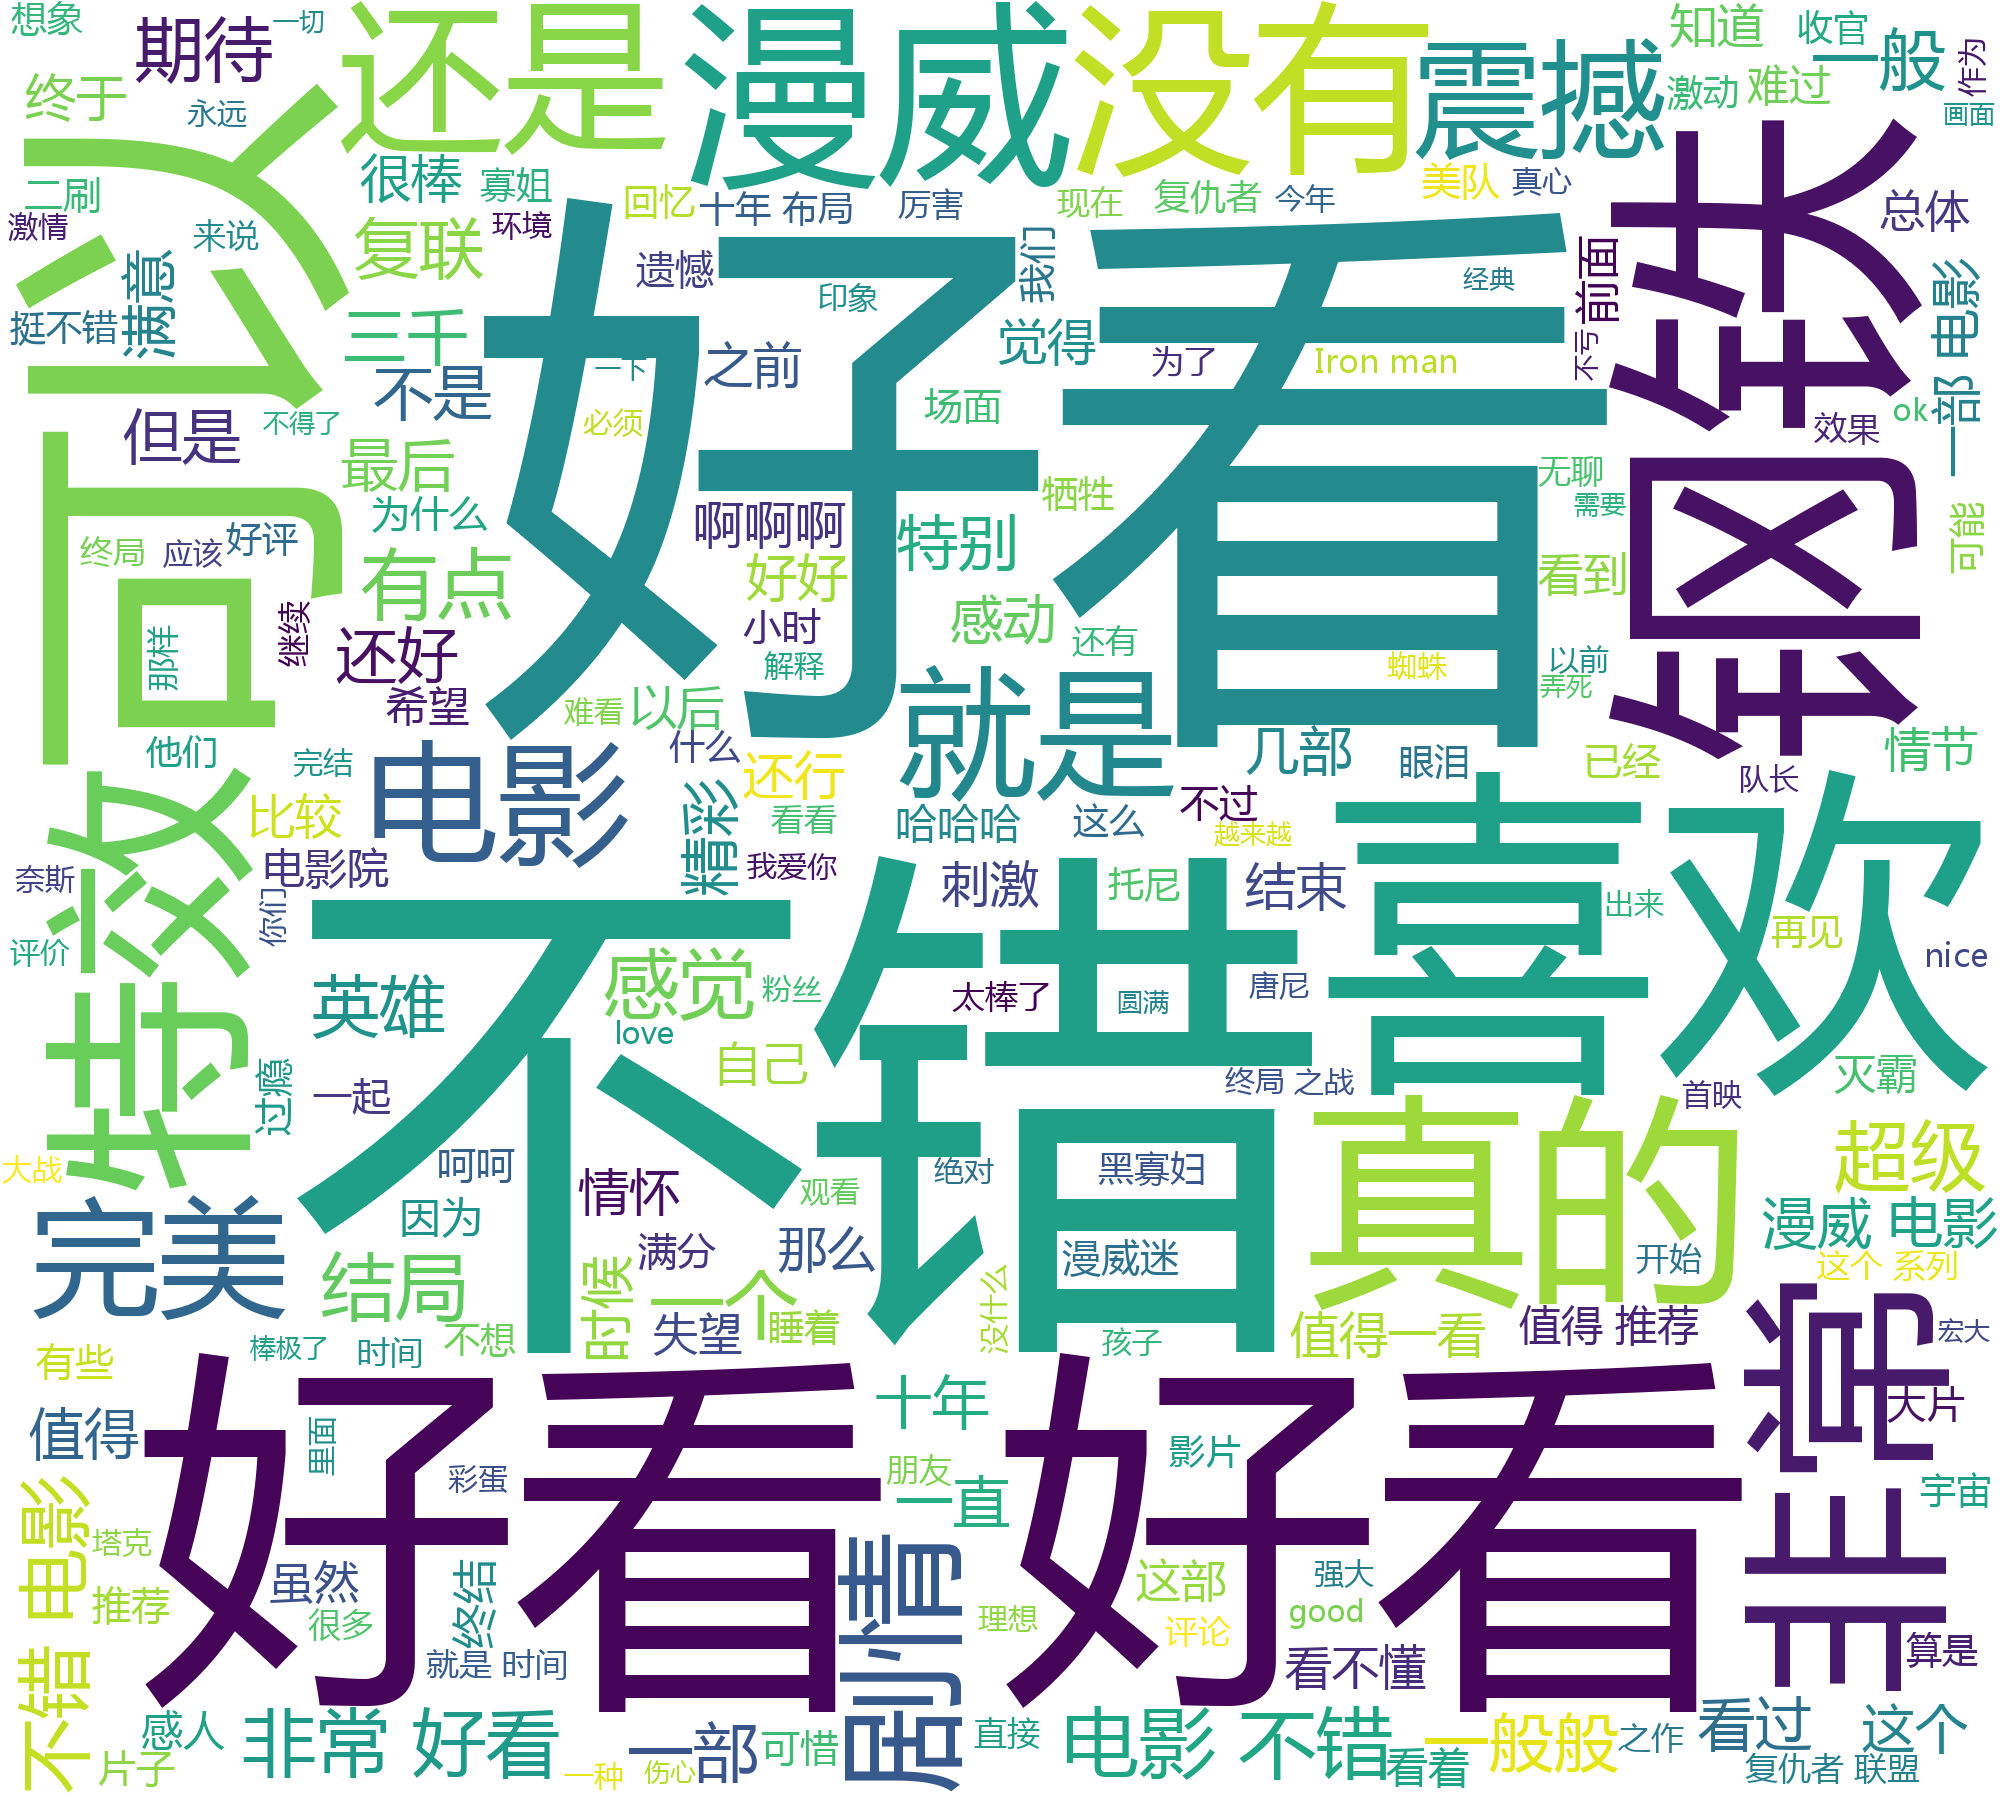 想象
期待
一切
还是
漫威
没有
震撼
知道
收官
一般
作为
终于
永远
激动
难过
画面
可以
很棒
寡姐
回忆
十年 布局
厉害
现在
复仇者
今年
美队
真心
钢铁
总体
二刷
激情
来说
复联
环境
遗憾
印象
我们
好看
经典
前面
满意
挺不错
三千
之前
觉得
为了
Iron man
不亏
一部 电影
不是
一下
必须
场面
ok
效果
但是
不得了
最后
牺牲
无聊
需要
为什么
啊啊啊
特别
可能
终局
应该
好评
有点
好好
看到
继续
那样
还好
小时
感动
还有
解释
蜘蛛
以前
弄死
希望
难看
以后
就是
他们
完结
电影
什么
还行
几部
眼泪
已经
情节
队长
特效
比较
精彩
看看
哈哈哈
这么
不过
越来越
喜欢
电影院
我爱你
奈斯
你们
不错
刺激
托尼
结束
出来
再见
nice
评价
英雄
感觉
粉丝
太棒了
圆满
唐尼
love
过瘾
一起
自己
终局 之战
首映
灭霸
真的
大战
呵呵
情怀
观看
绝对
黑寡妇
超级
完美
因为
满分
那么
漫威迷
开始
漫威 电影
这个 系列
结局
时候
一个
没什么
非常
棒极了
时间
不想
失望
睡着
孩子
值得一看
值得 推荐
宏大
有些
好看
十年
好看
大片
值得
里面
彩蛋
朋友
一直
影片
宇宙
不错 电影
塔克
推荐
虽然
很多
终结
剧情
理想
这部
评论
强大
good
就是 时间
看不懂
算是
感人
片子
非常 好看
一种
一部
伤心
可惜
直接
电影 不错
看着
一般般
之作
看过
这个
复仇者 联盟